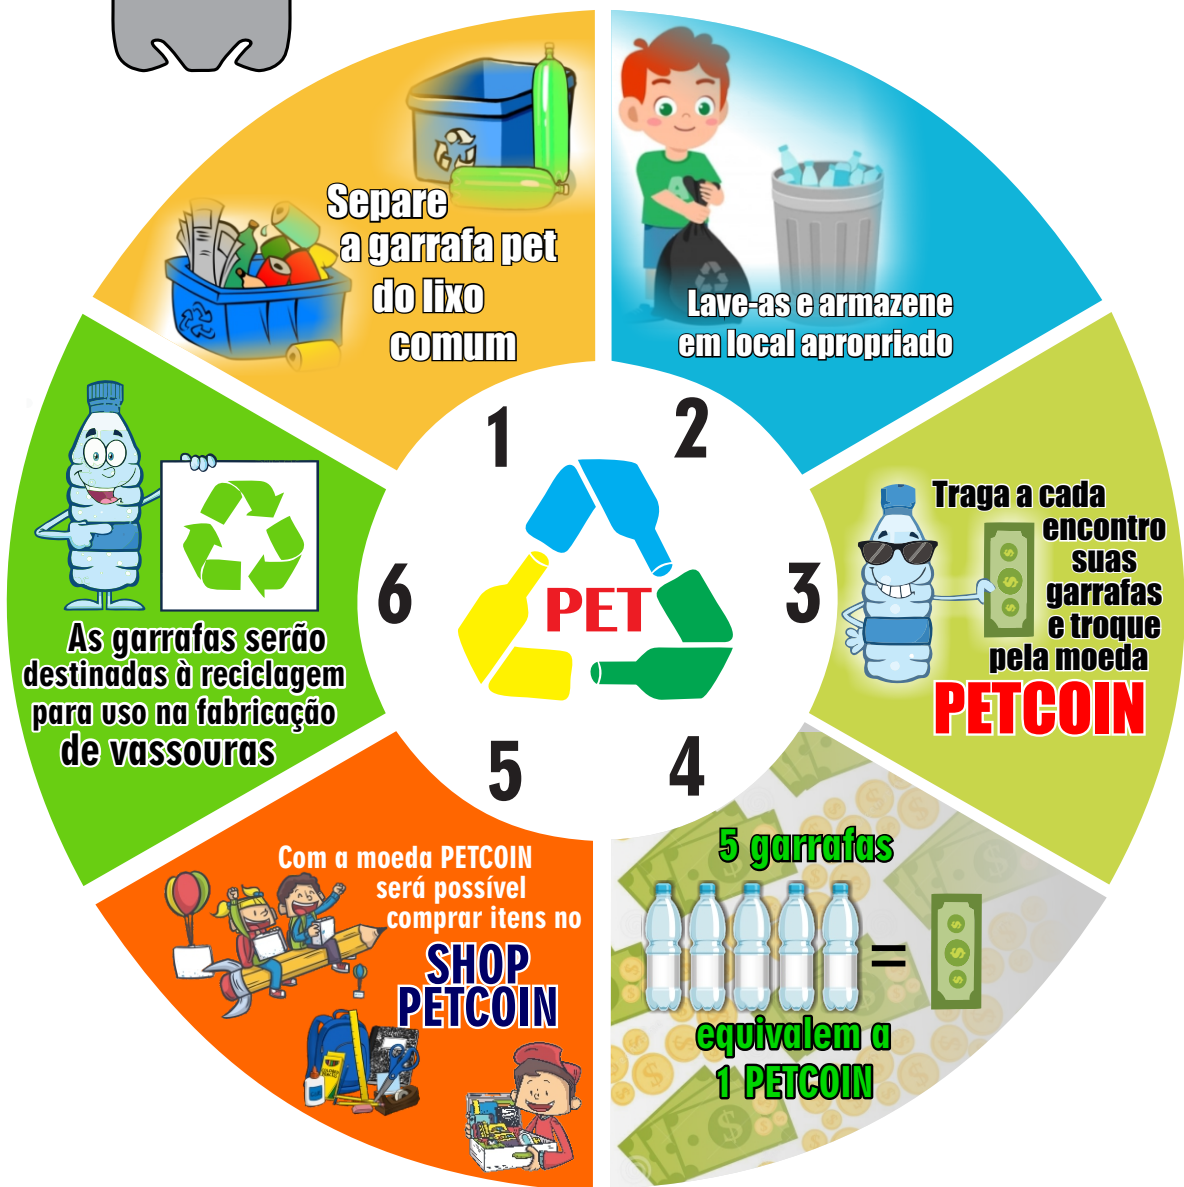 1
Separe
a garrafa pet
do lixo
comum
2
Lave-as e armazene
em local apropriado
3
Traga a cada
encontro
suas
garrafas
e troque
pela moeda
PETCOIN
4
5 garrafas
=
equivalem a
1 PETCOIN
5
Com a moeda PETCOIN
será possível
comprar itens no
SHOP
PETCOIN
6
As garrafas serão
destinadas à reciclagem
para uso na fabricação
de vassouras
PET